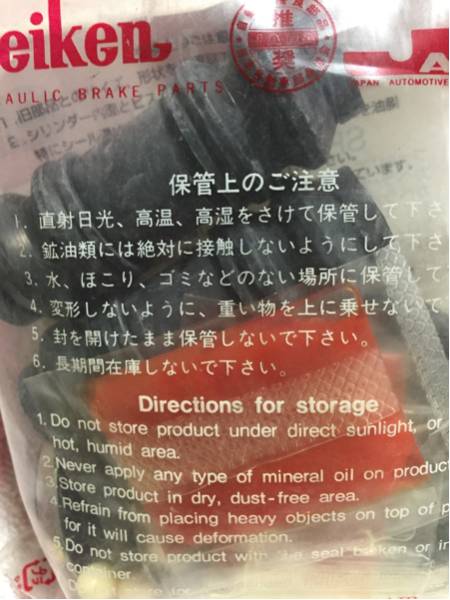 eiken
AULIC BRAKE PARTS
推
奨
JA
PAN AUTOMOTIVE
保管上のご注意
1. 直射日光、高温、高湿をさけて保管して下さ
2. 鉱油類には絶対に接触しないようにして下さ
3. 水、ほこり、ゴミなどのない場所に保管して
4. 変形しないように、重い物を上に乗せないで
5. 封を開けたまま保管しないで下さい。
6. 長期間在庫しないで下さい。
Directions for storage
1. Do not store product under direct sunlight, or
hot, humid area.
2. Never apply any type of mineral oil on product
3. Store product in dry, dust-free area.
4. Refrain from placing heavy objects on top of p
for it will cause deformation.
5. Do not store product with the seal broken or in
container